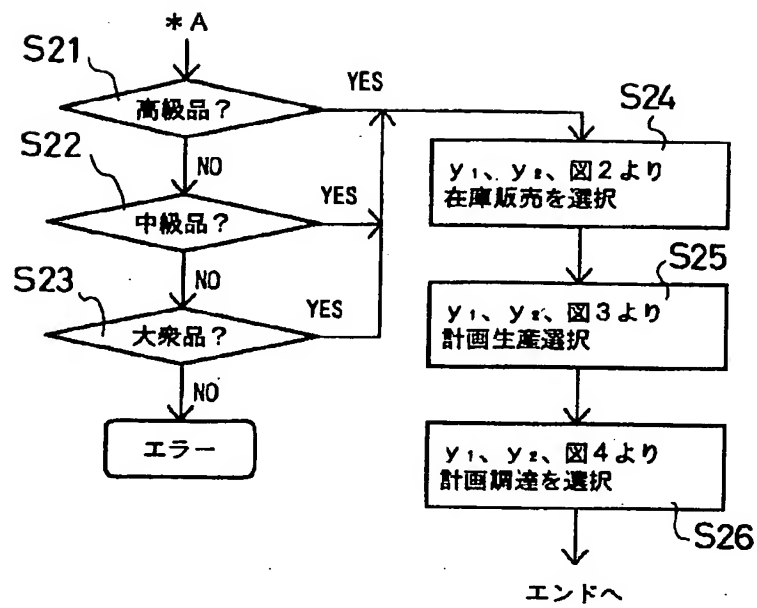 *A
S21
高級品?
YES
NO
S22
中級品?
YES
NO
S23
大衆品?
YES
NO
エラー
S24
y₁、y₂、図2より
在庫販売を選択
S25
y₁、y₂、図3より
計画生産選択
y₁、y₂、図4より
計画調達を選択
S26
エンドへ